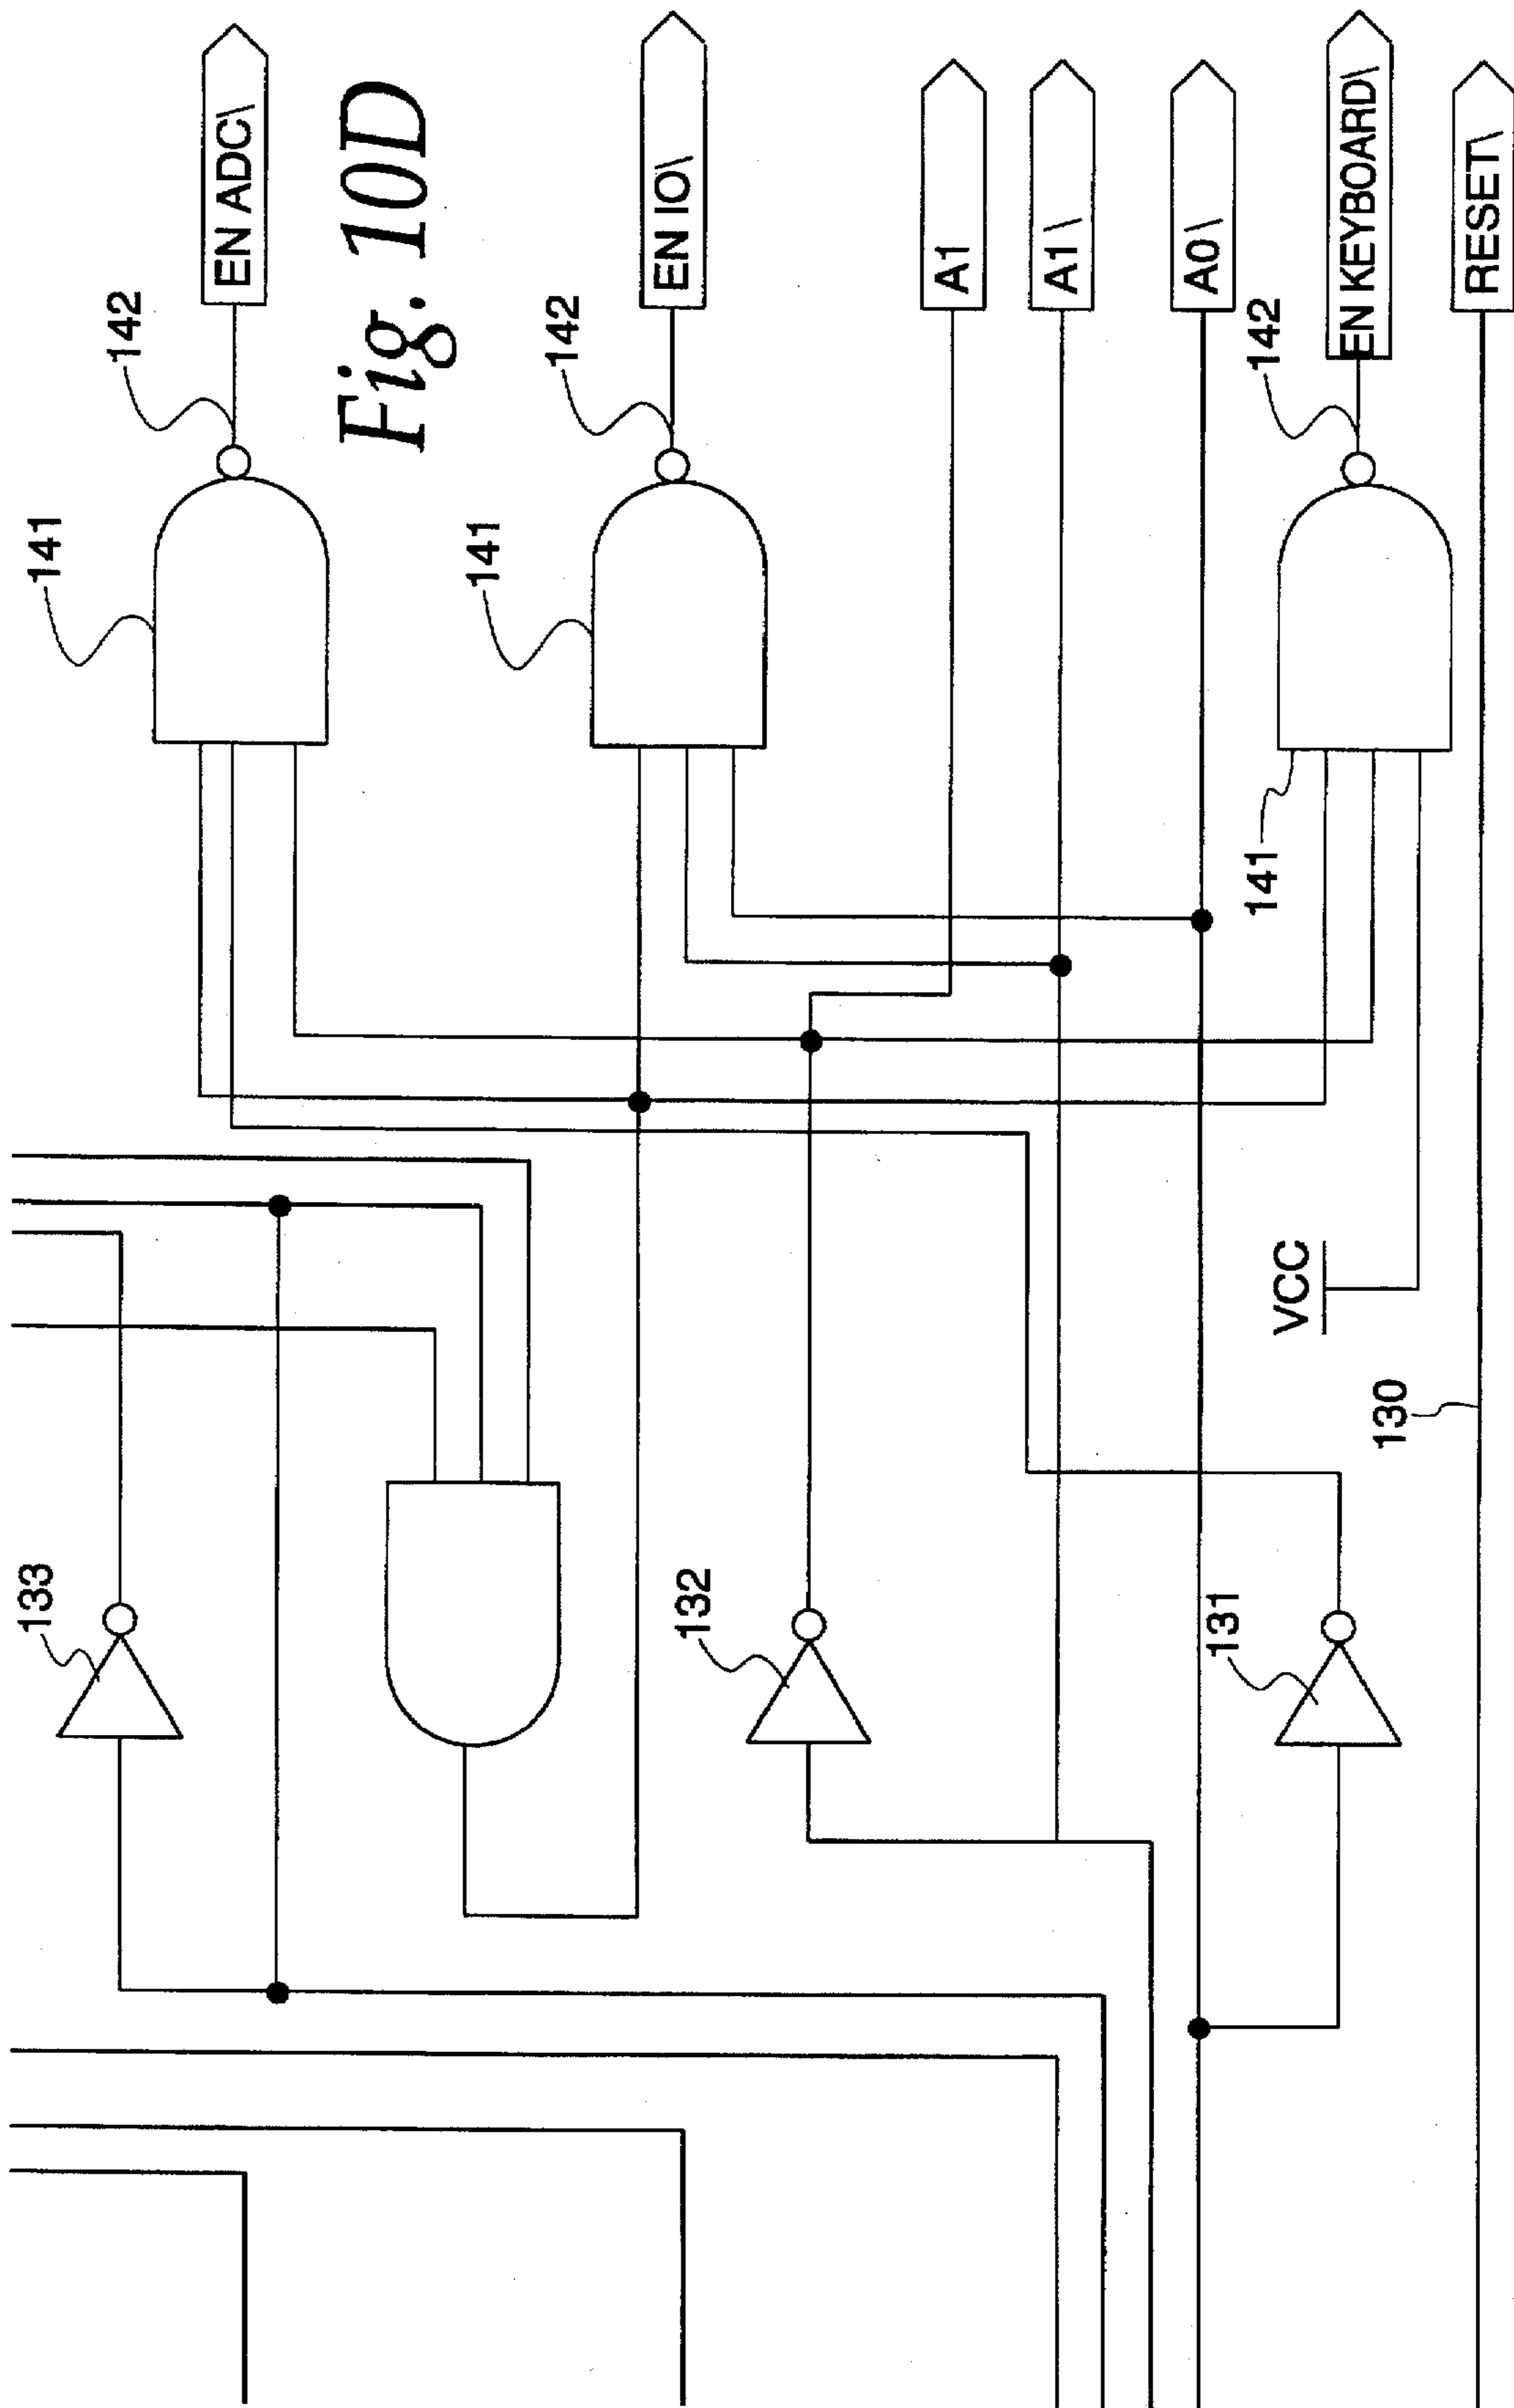 133
132
131
130
VCC
141
141
141
142
142
142
Fig. 10D
EN ADC\
EN IO\
A1
A1\
A0\
EN KEYBOARD\
RESET\